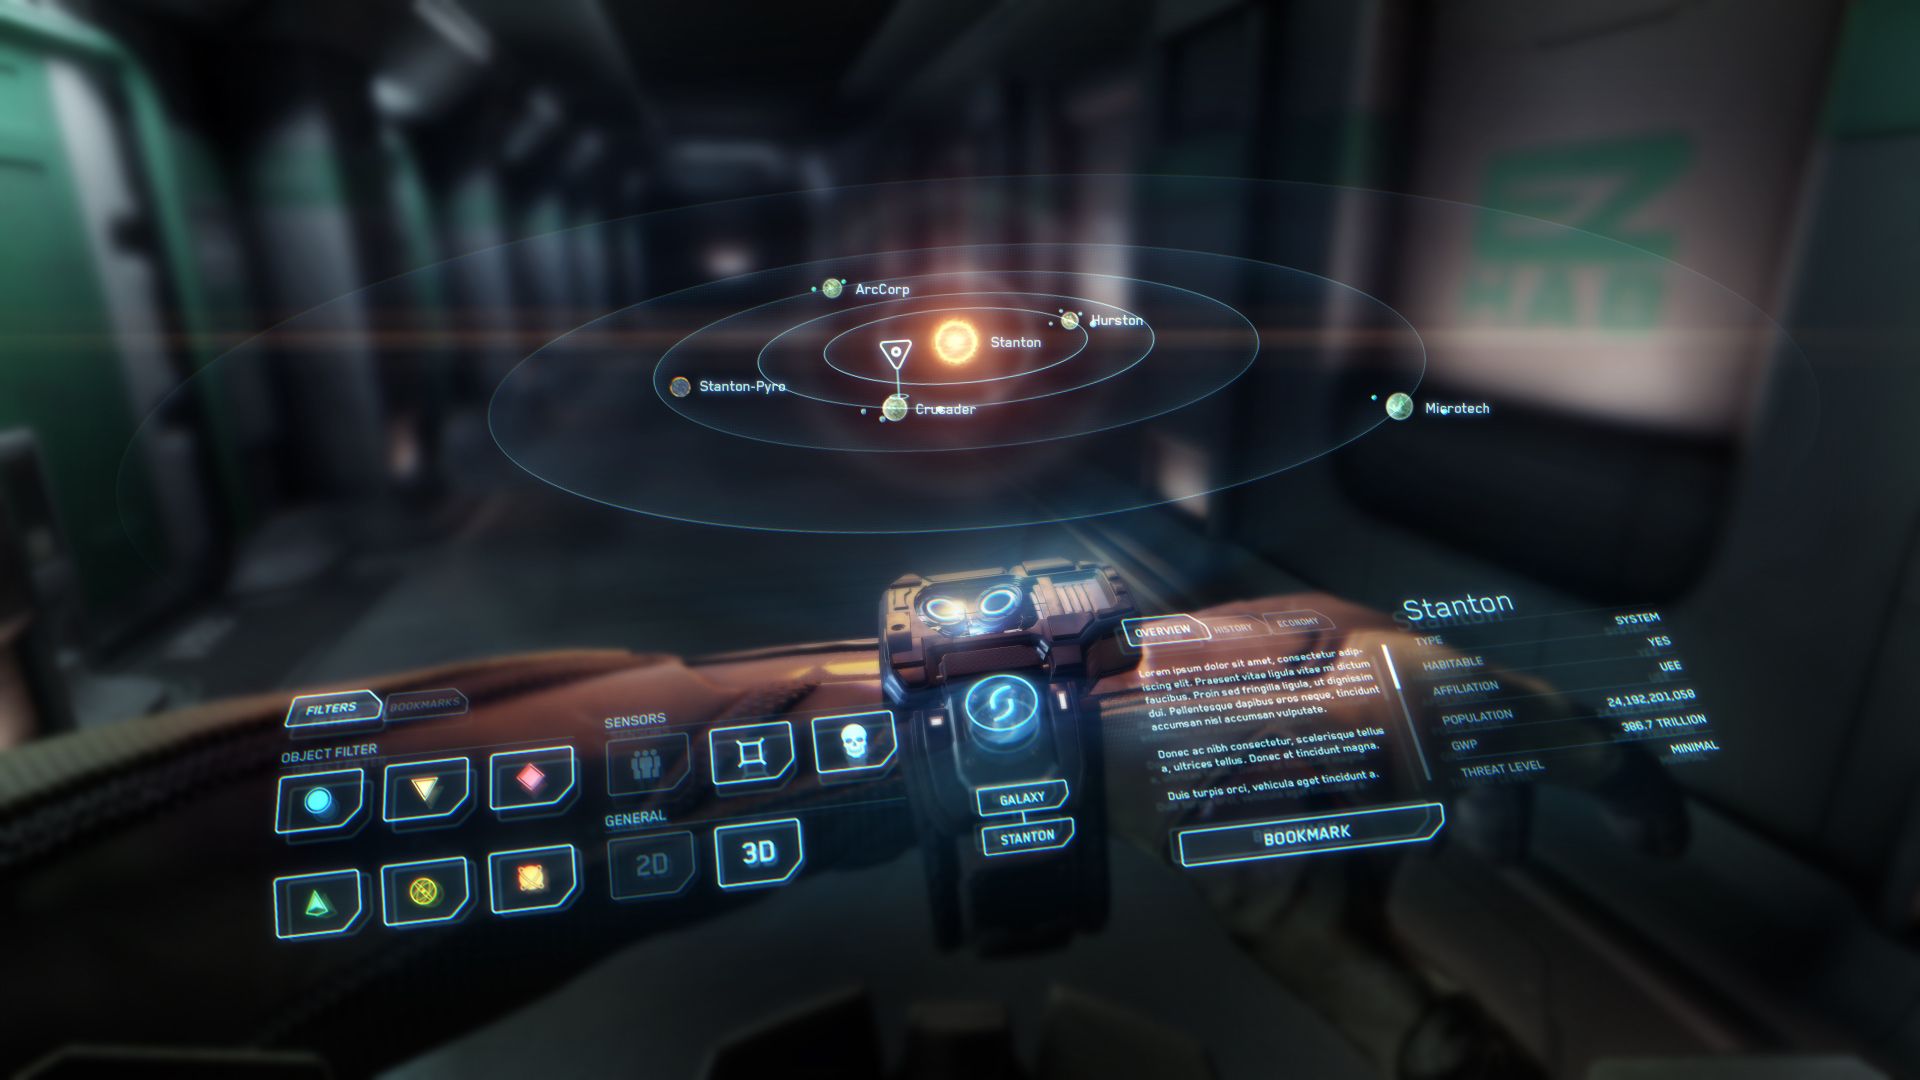 EZ
HAB
ArcCorp
Hurston
Stanton
Stanton-Pyro
Crusader
Microtech
FILTERS
BOOKMARKS
OBJECT FILTER
SENSORS
GENERAL
2D
3D
GALAXY
STANTON
OVERVIEW
HISTORY
ECONOMY
Lorem ipsum dolor sit amet, consectetur adip-
iscing elit. Praesent vitae ligula vitae mi dictum
faucibus. Proin sed fringilla ligula, ut dignissim
dui. Pellentesque dapibus eros neque, tincidunt
accumsan nisl accumsan vulputate.
Donec ac nibh consectetur, scelerisque tellus
a, ultrices tellus. Donec et tincidunt magna.
Duis turpis orci, vehicula eget tincidunt a.
BOOKMARK
Stanton
TYPE SYSTEM
HABITABLE YES
AFFILIATION UEE
POPULATION 24,192,201,058
GWP 386.7 TRILLION
THREAT LEVEL MINIMAL